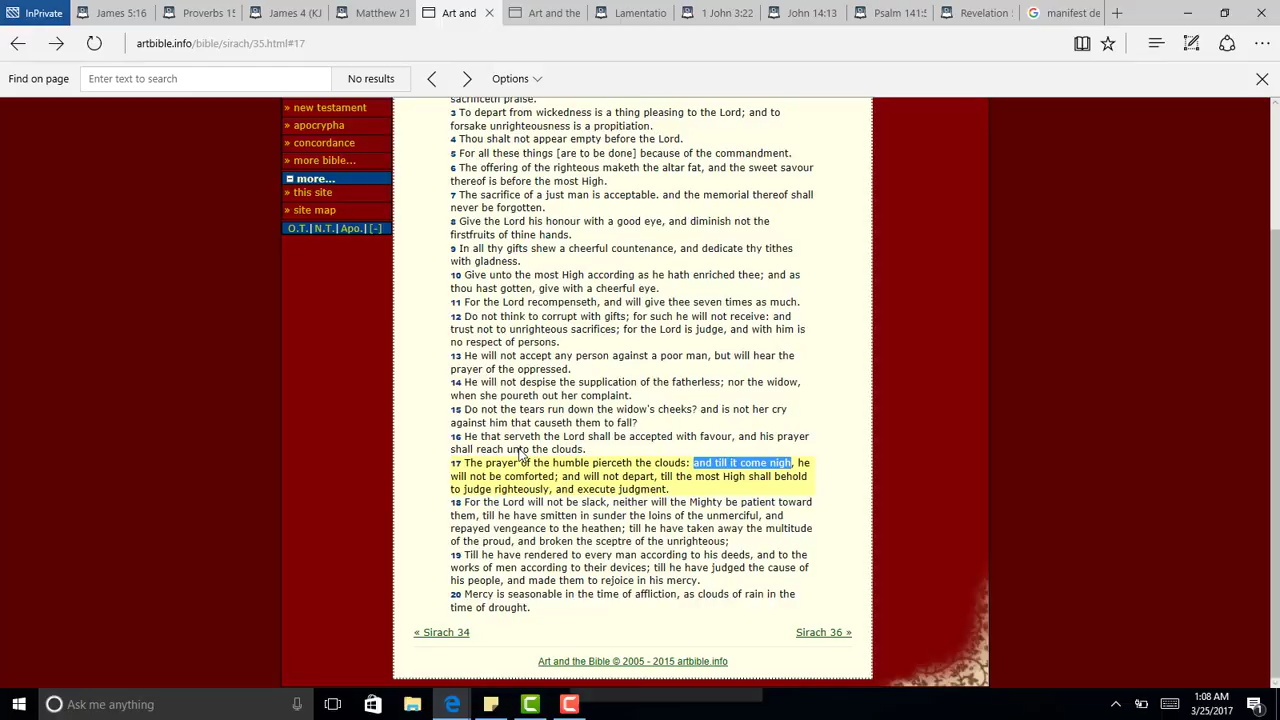 InPrivate
James 5:16
Proverbs 15
James 4 (KJ
Matthew 21
Art and
Art and the
Lamentatio
1 John 3:22
John 14:13
Psalm 141:5
Revelation
manifest de
artbible.info/bible/sirach/35.html#17
Find on page
Enter text to search
No results
Options
» new testament
» apocrypha
» concordance
» more bible...
more...
» this site
» site map
O.T.| N.T.| Apo.| [-]
sacrificeth praise.
3 To depart from wickedness is a thing pleasing to the Lord; and to
forsake unrighteousness is a propitiation.
4 Thou shalt not appear empty before the Lord.
5 For all these things [are to be done] because of the commandment.
6 The offering of the righteous maketh the altar fat, and the sweet savour
thereof is before the most High.
7 The sacrifice of a just man is acceptable. and the memorial thereof shall
never be forgotten.
8 Give the Lord his honour with a good eye, and diminish not the
firstfruits of thine hands.
9 In all thy gifts shew a cheerful countenance, and dedicate thy tithes
with gladness.
10 Give unto the most High according as he hath enriched thee; and as
thou hast gotten, give with a cheerful eye.
11 For the Lord recompenseth, and will give thee seven times as much.
12 Do not think to corrupt with gifts; for such he will not receive: and
trust not to unrighteous sacrifices; for the Lord is judge, and with him is
no respect of persons.
13 He will not accept any person against a poor man, but will hear the
prayer of the oppressed.
14 He will not despise the supplication of the fatherless; nor the widow,
when she poureth out her complaint.
15 Do not the tears run down the widow's cheeks? and is not her cry
against him that causeth them to fall?
16 He that serveth the Lord shall be accepted with favour, and his prayer
shall reach unto the clouds.
17 The prayer of the humble pierceth the clouds: and till it come nigh, he
will not be comforted; and will not depart, till the most High shall behold
to judge righteously, and execute judgment.
18 For the Lord will not be slack, neither will the Mighty be patient toward
them, till he have smitten in sunder the loins of the unmerciful, and
repayed vengeance to the heathen; till he have taken away the multitude
of the proud, and broken the sceptre of the unrighteous;
19 Till he have rendered to every man according to his deeds, and to the
works of men according to their devices; till he have judged the cause of
his people, and made them to rejoice in his mercy.
20 Mercy is seasonable in the time of affliction, as clouds of rain in the
time of drought.
« Sirach 34
Sirach 36 »
Art and the Bible © 2005 - 2015 artbible.info
Ask me anything
1:08 AM
3/25/2017